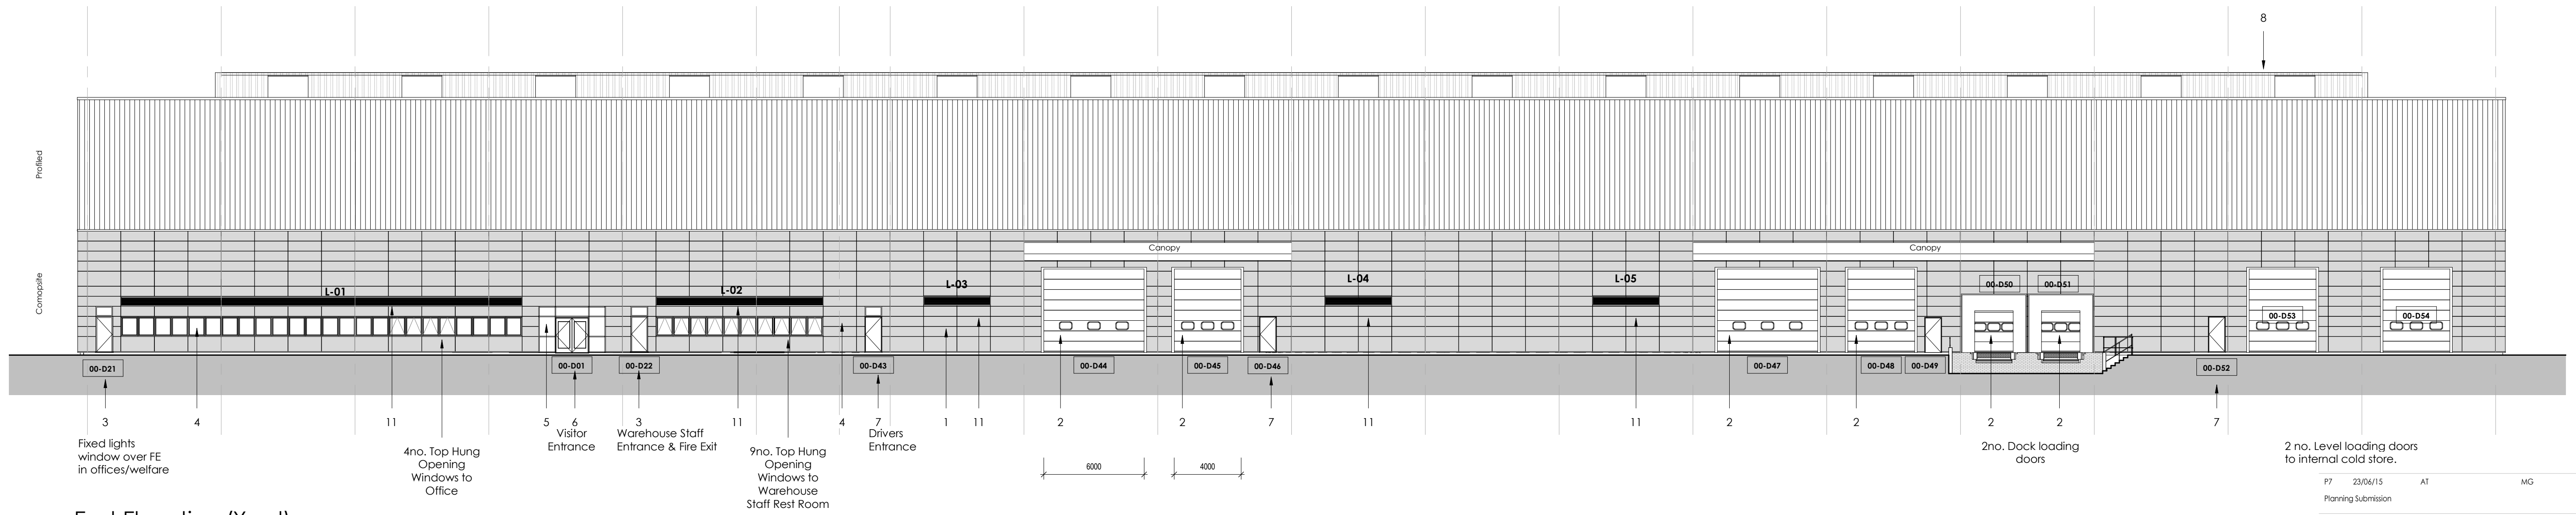 8
Profiled
Comapsite
Canopy
Canopy
L-01
L-02
L-03
L-04
L-05
00-D50
00-D51
00-D53
00-D54
00-D21
00-D01
00-D22
00-D43
00-D44
00-D45
00-D46
00-D47
00-D48
00-D49
00-D52
3
4
11
5
6
3
11
4
7
1
11
2
2
7
11
11
2
2
2
2
7
Fixed lights
window over FE
in offices/welfare
4no. Top Hung
Opening
Windows to
Office
Visitor
Entrance
Warehouse Staff
Entrance & Fire Exit
9no. Top Hung
Opening
Windows to
Warehouse
Staff Rest Room
Drivers
Entrance
6000
4000
2no. Dock loading
doors
2 no. Level loading doors
to internal cold store.
P7 23/06/15 AT MG
Planning Submission
East Elevation (Yard)